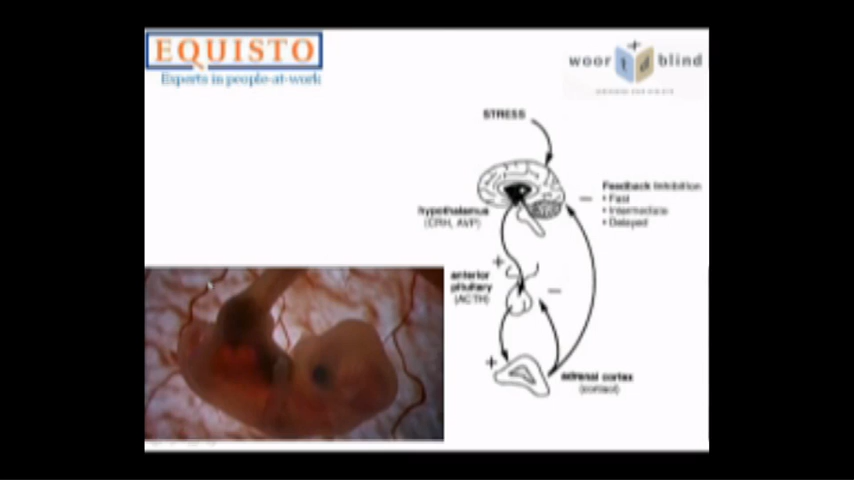 EQUISTO
Experts in people-at-work
woor t d blind
STRESS
Feedback Inhibition
• Fast
• Intermediate
• Delayed
hypothalamus
(CRH, AVP)
anterior
pituitary
(ACTH)
adrenal cortex
(cortisol)